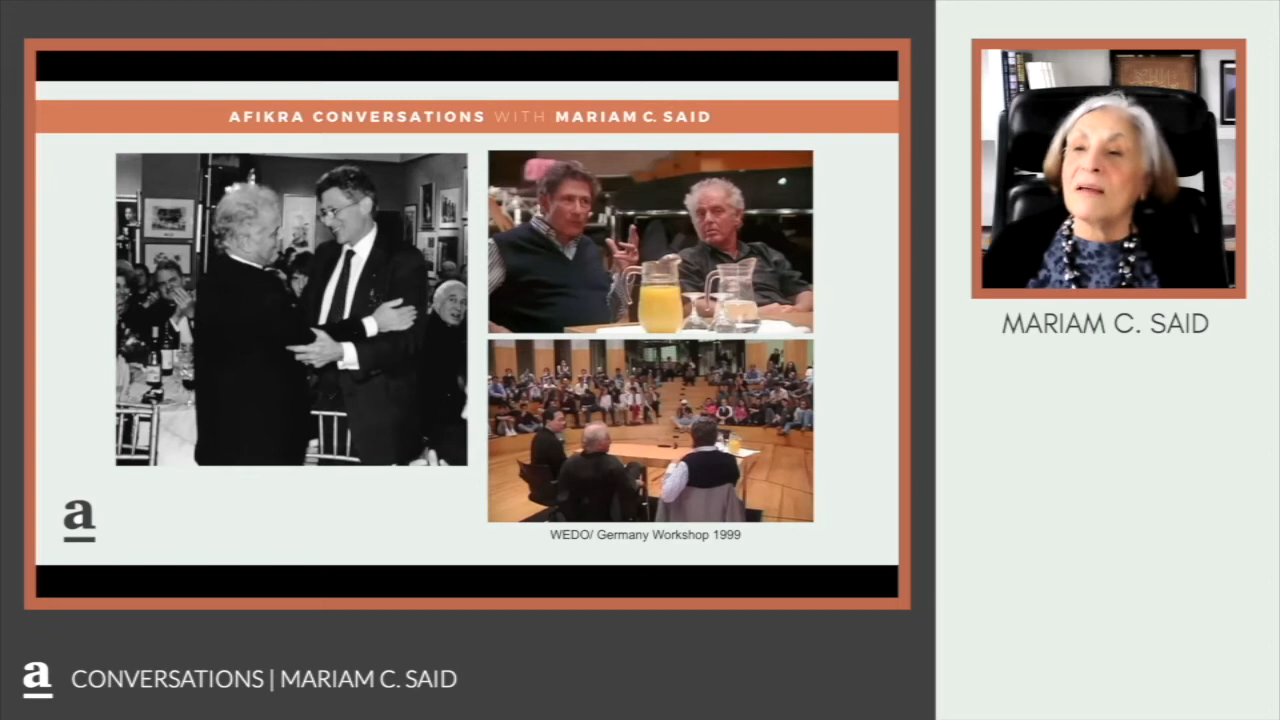 AFIKRA CONVERSATIONS WITH MARIAM C. SAID
MARIAM C. SAID
a
WEDO/ Germany Workshop 1999
a CONVERSATIONS | MARIAM C. SAID